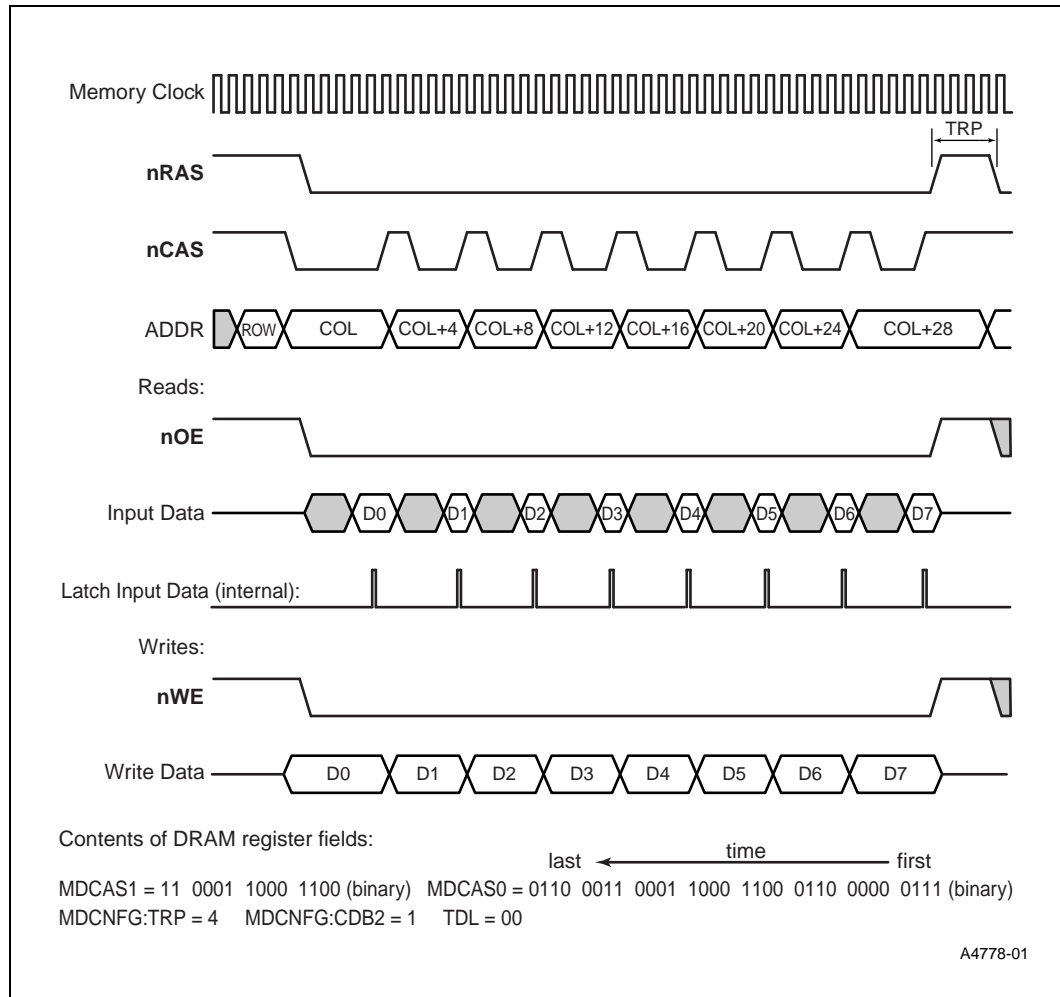 Memory Clock
TRP
nRAS
nCAS
ADDR ROW COL COL+4 COL+8 COL+12 COL+16 COL+20 COL+24 COL+28
Reads:
nOE
Input Data D0 D1 D2 D3 D4 D5 D6 D7
Latch Input Data (internal):
Writes:
nWE
Write Data D0 D1 D2 D3 D4 D5 D6 D7
Contents of DRAM register fields:
last time first
MDCAS1 = 11 0001 1000 1100 (binary) MDCAS0 = 0110 0011 0001 1000 1100 0110 0000 0111 (binary)
MDCNFG:TRP = 4 MDCNFG:CDB2 = 1 TDL = 00
A4778-01